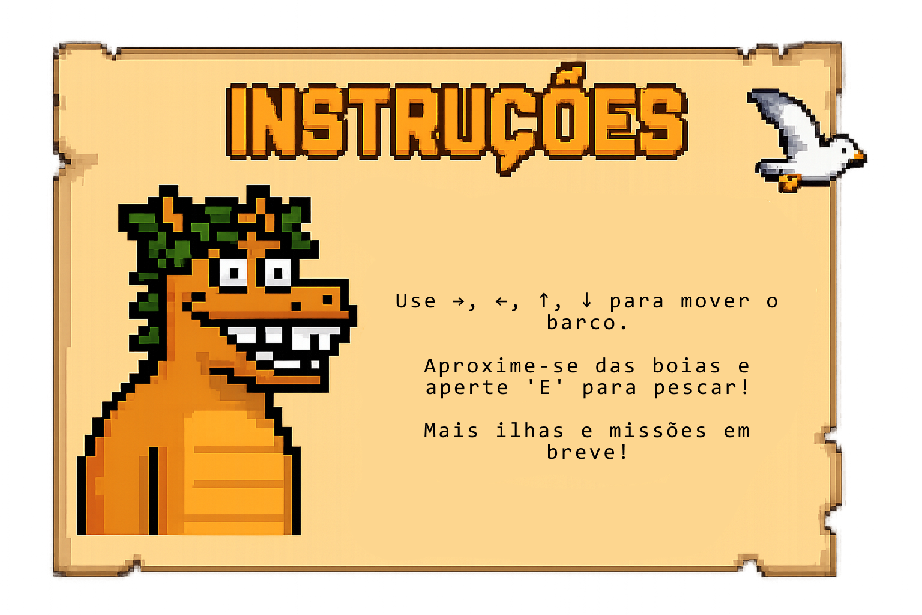 INSTRUÇÕES
Use →, ←, ↑, ↓ para mover o
barco.
Aproxime-se das boias e
aperte 'E' para pescar!
Mais ilhas e missões em
breve!